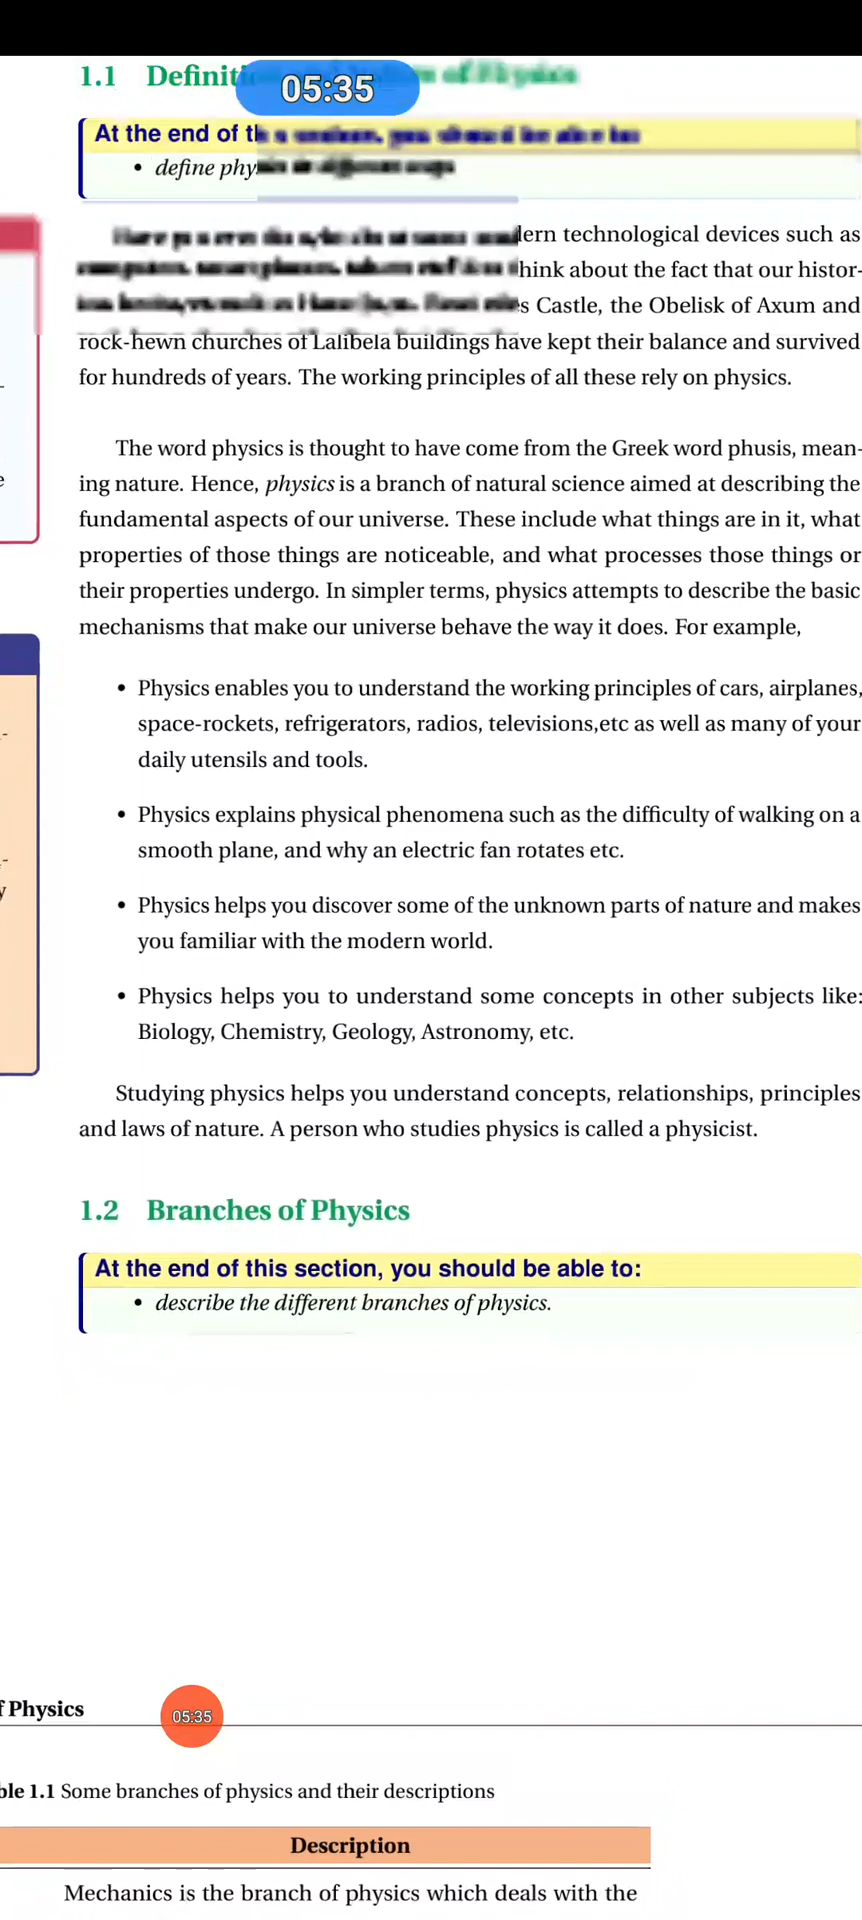 1.1 Definit of Physics
05:35
At the end of th
• define phy
dern technological devices such as
think about the fact that our histor-
s Castle, the Obelisk of Axum and
rock-hewn churches of Lalibela buildings have kept their balance and survived
for hundreds of years. The working principles of all these rely on physics.
The word physics is thought to have come from the Greek word phusis, mean-
ing nature. Hence, physics is a branch of natural science aimed at describing the
fundamental aspects of our universe. These include what things are in it, what
properties of those things are noticeable, and what processes those things or
their properties undergo. In simpler terms, physics attempts to describe the basic
mechanisms that make our universe behave the way it does. For example,
• Physics enables you to understand the working principles of cars, airplanes,
space-rockets, refrigerators, radios, televisions,etc as well as many of your
daily utensils and tools.
• Physics explains physical phenomena such as the difficulty of walking on a
smooth plane, and why an electric fan rotates etc.
• Physics helps you discover some of the unknown parts of nature and makes
you familiar with the modern world.
• Physics helps you to understand some concepts in other subjects like:
Biology, Chemistry, Geology, Astronomy, etc.
Studying physics helps you understand concepts, relationships, principles
and laws of nature. A person who studies physics is called a physicist.
1.2 Branches of Physics
At the end of this section, you should be able to:
• describe the different branches of physics.
f Physics
05:35
ble 1.1 Some branches of physics and their descriptions
Description
Mechanics is the branch of physics which deals with the